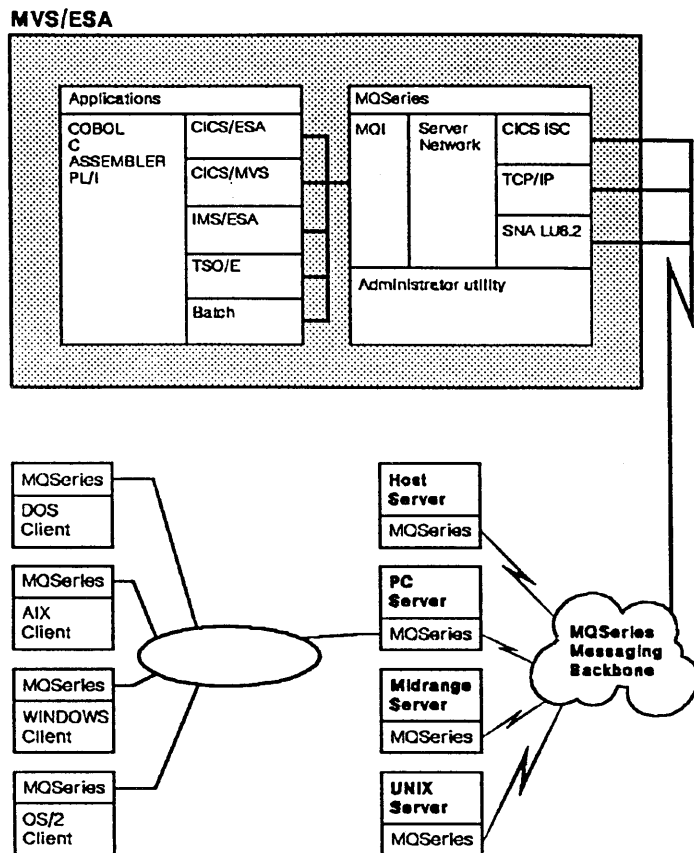 MVS/ESA
Applications
COBOL
C
ASSEMBLER
PL/I
CICS/ESA
CICS/MVS
IMS/ESA
TSO/E
Batch
MQSeries
MQI
Server
Network
CICS ISC
TCP/IP
SNA LU6.2
Administrator utility
MQSeries
DOS
Client
MQSeries
AIX
Client
MQSeries
WINDOWS
Client
MQSeries
OS/2
Client
Host
Server
MQSeries
PC
Server
MQSeries
Midrange
Server
MQSeries
UNIX
Server
MQSeries
MQSeries
Messaging
Backbone